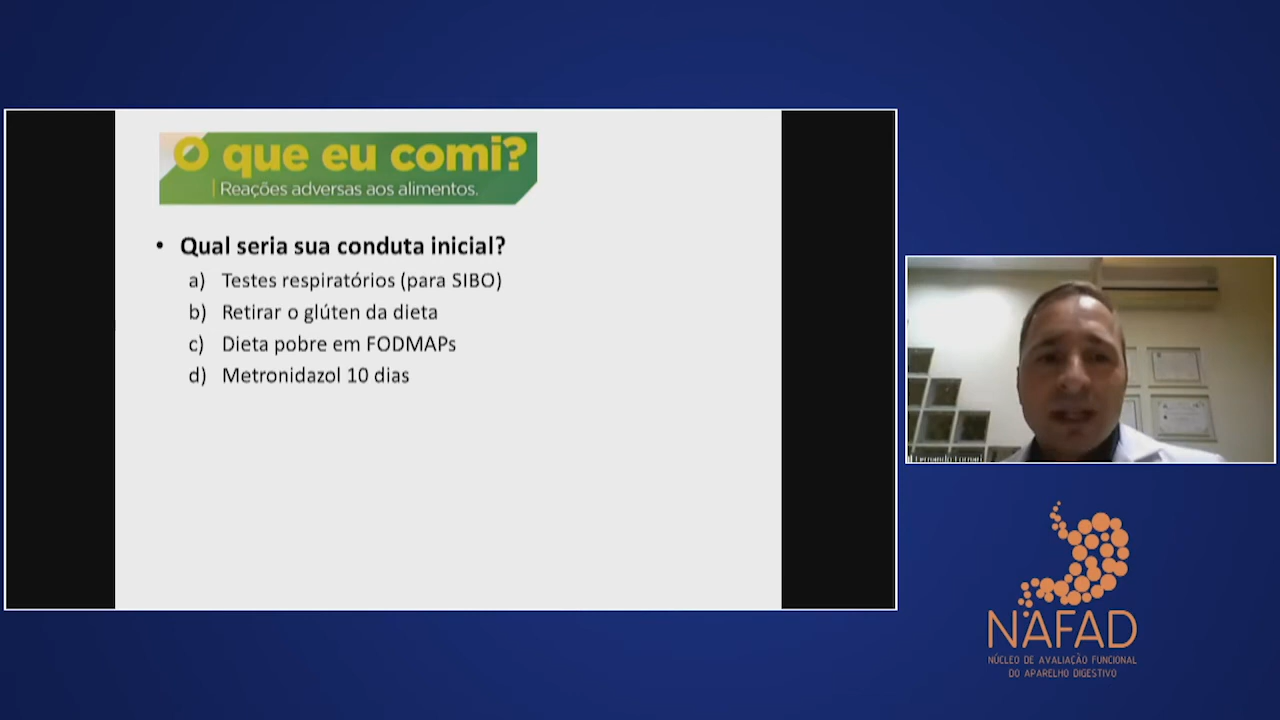 O que eu comi?
Reações adversas aos alimentos.
• Qual seria sua conduta inicial?
a) Testes respiratórios (para SIBO)
b) Retirar o glúten da dieta
c) Dieta pobre em FODMAPs
d) Metronidazol 10 dias
NAFAD
NÚCLEO DE AVALIAÇÃO FUNCIONAL
DO APARELHO DIGESTIVO